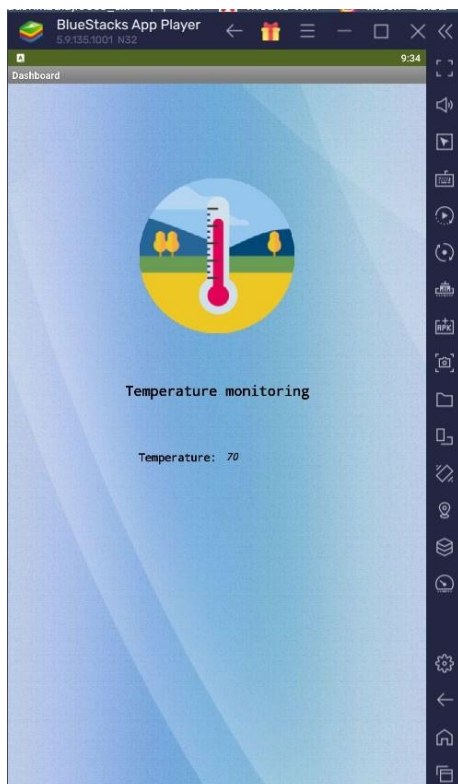 BlueStacks App Player
5.9.135.1001 N32
9:34
Dashboard
Temperature monitoring
Temperature: 70